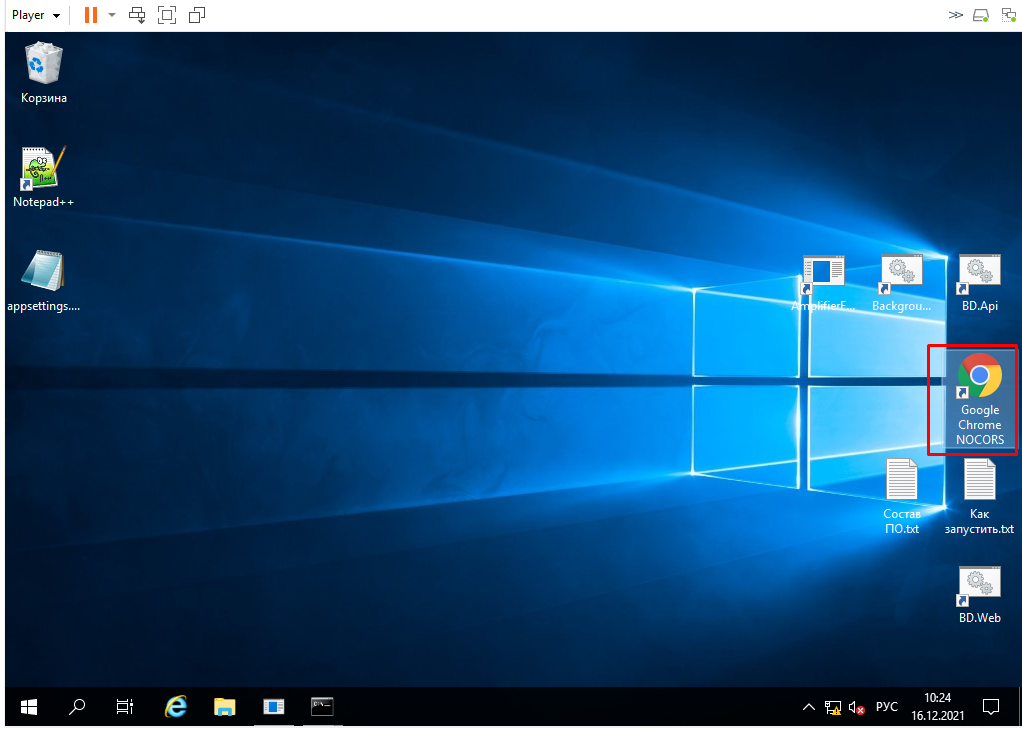 Player
Корзина
Notepad++
appsettings....
AmplifierE...
Backgrou...
BD.Api
Google
Chrome
NOCORS
Состав
ПО.txt
Как
запустить.txt
BD.Web
РУС
10:24
16.12.2021